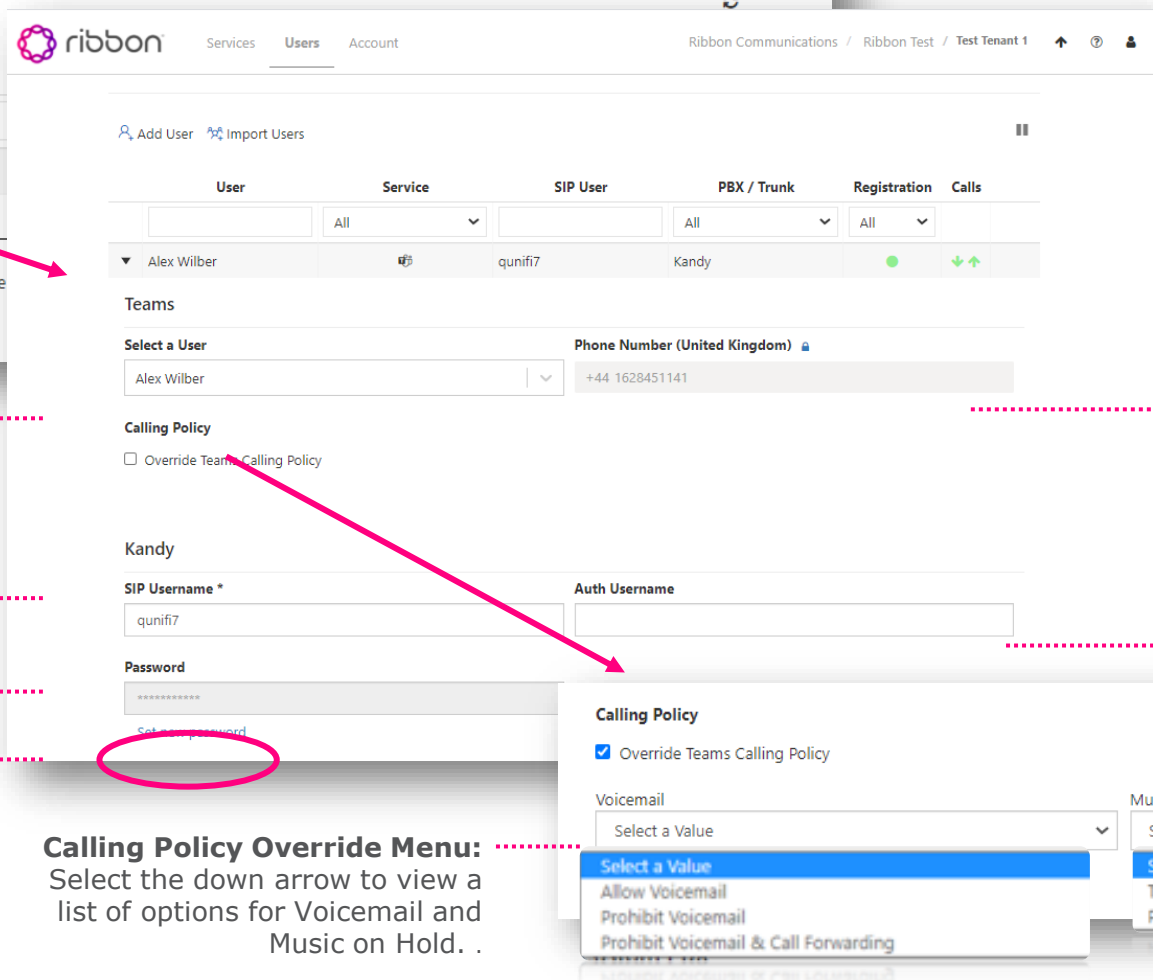 ribbon
Services Users Account Ribbon Communications / Ribbon Test / Test Tenant 1
Add User Import Users
User Service SIP User PBX / Trunk Registration Calls
All All All
Alex Wilber qunifi7 Kandy
Teams
Select a User Phone Number (United Kingdom)
Alex Wilber +44 1628451141
Calling Policy
Override Teams Calling Policy
Kandy
SIP Username * Auth Username
qunifi7
Password
***********
Set new password
Calling Policy
Override Teams Calling Policy
Voicemail Mu
Select a Value
Select a Value
Allow Voicemail
Prohibit Voicemail
Prohibit Voicemail & Call Forwarding
Calling Policy Override Menu:
Select the down arrow to view a
list of options for Voicemail and
Music on Hold. .